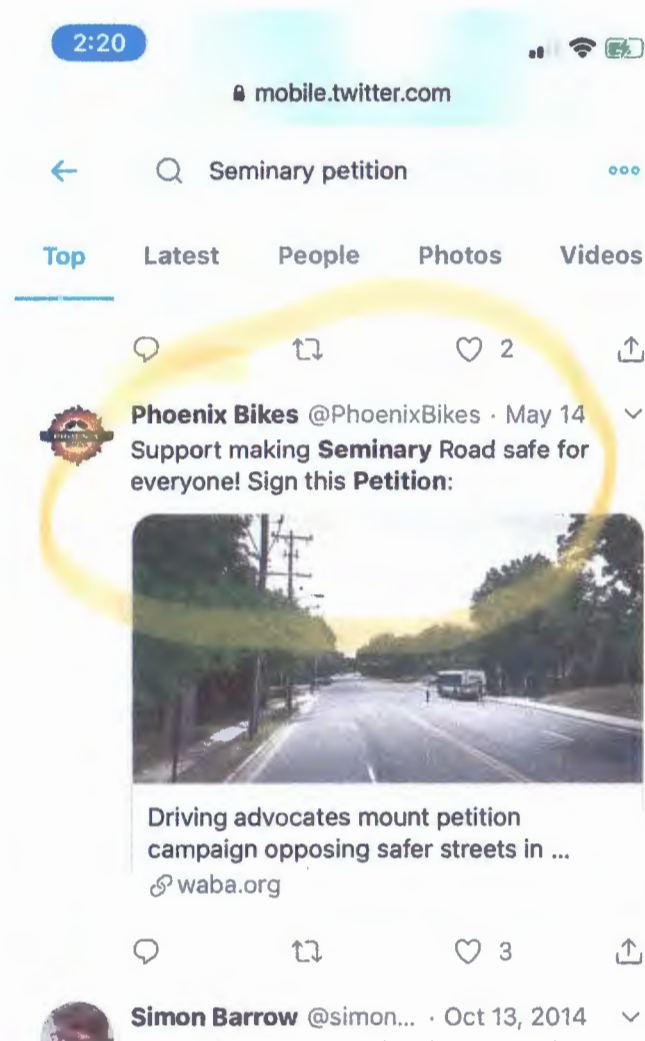 2:20
mobile.twitter.com
Seminary petition
Top Latest People Photos Videos
2
Phoenix Bikes @PhoenixBikes · May 14
Support making Seminary Road safe for
everyone! Sign this Petition:
Driving advocates mount petition
campaign opposing safer streets in ...
waba.org
3
Simon Barrow @simon... · Oct 13, 2014